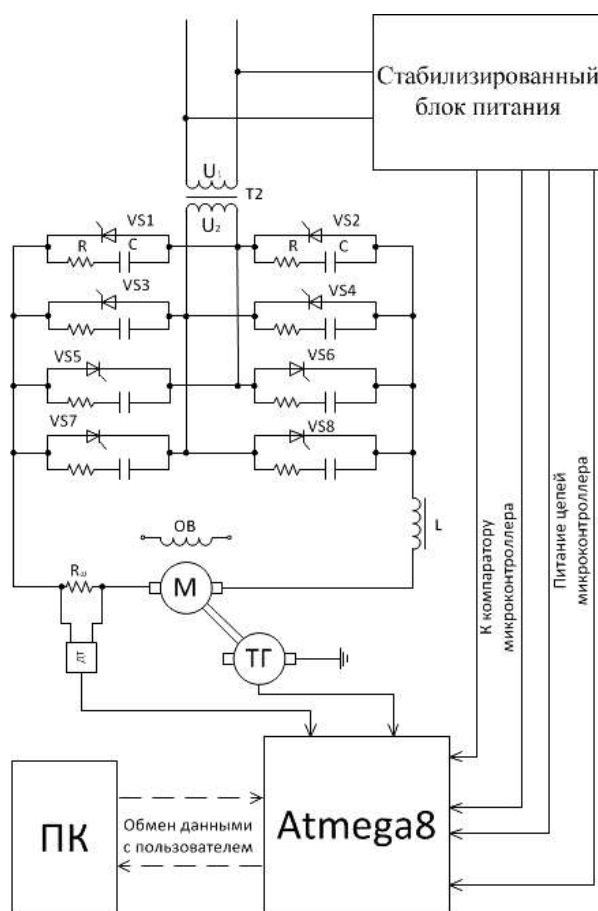 Стабилизированный
блок питания
U₁
T2
U₂
VS1
VS2
R
C
R
C
VS3
VS4
VS5
VS6
VS7
VS8
ОВ
L
Rш
М
ТГ
ДТ
К компаратору
микроконтроллера
Питание цепей
микроконтроллера
ПК
Обмен данными
с пользователем
Atmega8